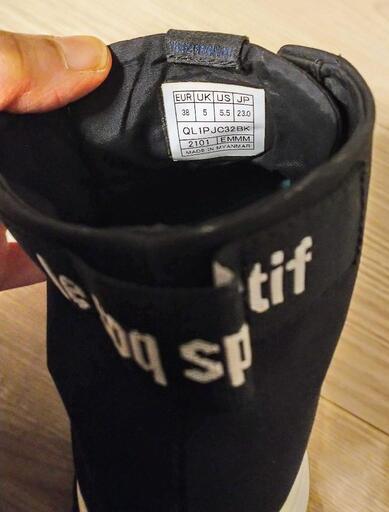 EUR UK US JP
38 5 5.5 23.0
QL1PJC32BK
2101 EMMM
MADE IN MYANMAR
le
tif
sp